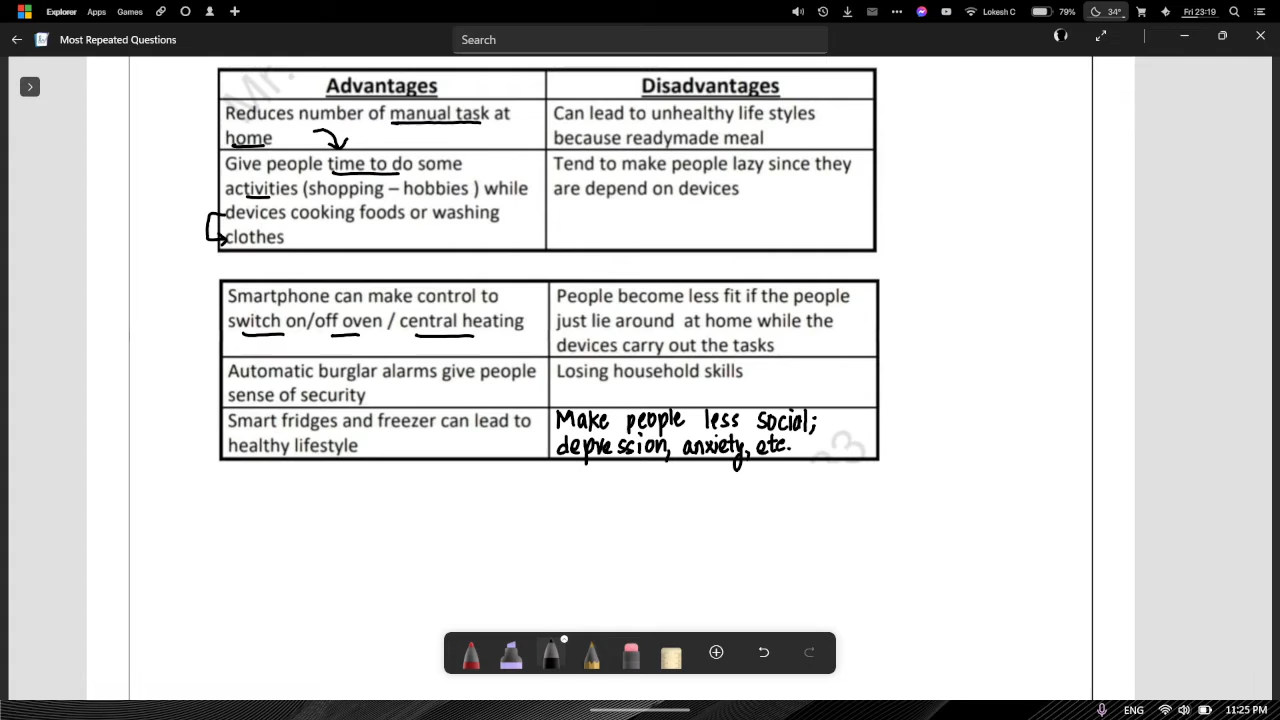 Explorer Apps Games Lokesh C 79% 34° Fri 23:19
Most Repeated Questions
Search
Mr.
Advantages Disadvantages
Reduces number of manual task at
home
Can lead to unhealthy life styles
because readymade meal
Give people time to do some
activities (shopping – hobbies ) while
devices cooking foods or washing
clothes
Tend to make people lazy since they
are depend on devices
Smartphone can make control to
switch on/off oven / central heating
People become less fit if the people
just lie around at home while the
devices carry out the tasks
Automatic burglar alarms give people
sense of security
Losing household skills
Smart fridges and freezer can lead to
healthy lifestyle
Make people less social;
depression, anxiety, etc.
ENG 11:25 PM